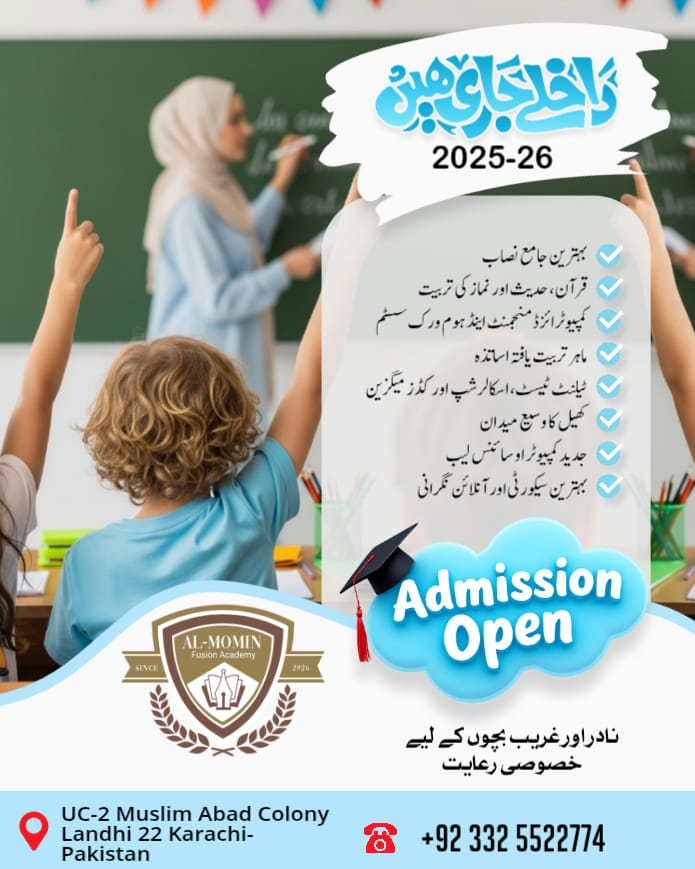 داخلے جاری ہیں
2025-26
بہترین جامع نصاب
قرآن، حدیث اور نماز کی تربیت
کمپیوٹرائزڈ منجمنٹ اینڈ ہوم ورک سسٹم
ماہر تربیت یافتہ اساتذہ
ٹیلنٹ ٹیسٹ، اسکالرشپ اور کڈز میگزین
کھیل کا وسیع میدان
جدید کمپیوٹر او سائنس لیب
بہترین سیکورٹی اور آنلائن نگرانی
Admission
Open
AL-MOMIN
Fusion Academy
SINCE 2026
نادر اور غریب بچوں کے لیے
خصوصی رعایت
UC-2 Muslim Abad Colony
Landhi 22 Karachi-
Pakistan
+92 332 5522774